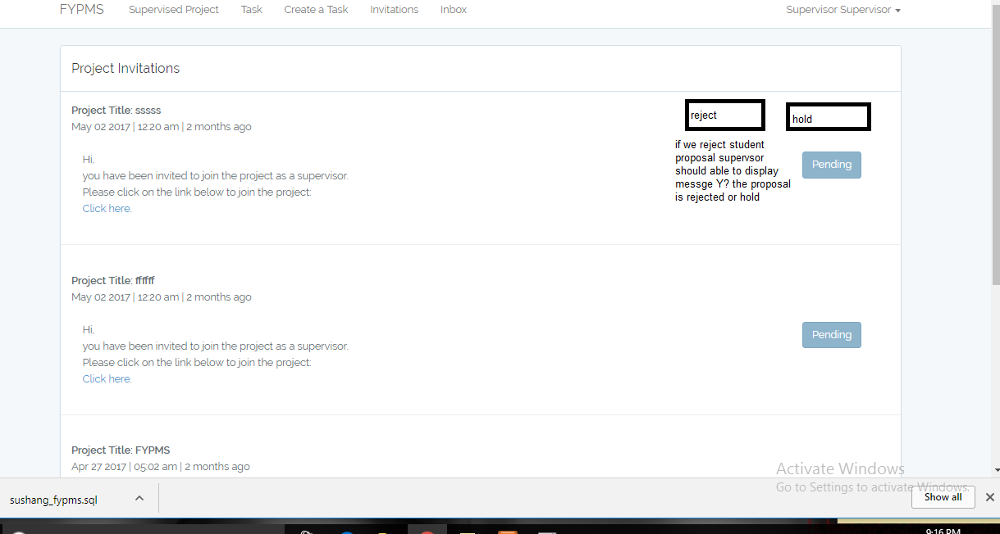 FYPMS Supervised Project Task Create a Task Invitations Inbox Supervisor Supervisor
Project Invitations
Project Title: sssss
May 02 2017 | 12:20 am | 2 months ago
reject
hold
if we reject student
proposal supervsor
should able to display
messge Y? the proposal
is rejected or hold
Pending
Hi,
you have been invited to join the project as a supervisor.
Please click on the link below to join the project:
Click here.
Project Title: ffffff
May 02 2017 | 12:20 am | 2 months ago
Hi,
you have been invited to join the project as a supervisor.
Please click on the link below to join the project:
Click here.
Pending
Project Title: FYPMS
Apr 27 2017 | 05:02 am | 2 months ago
Activate Windows
Go to Settings to activate Windows.
sushang_fypms.sql
Show all
9:16 PM